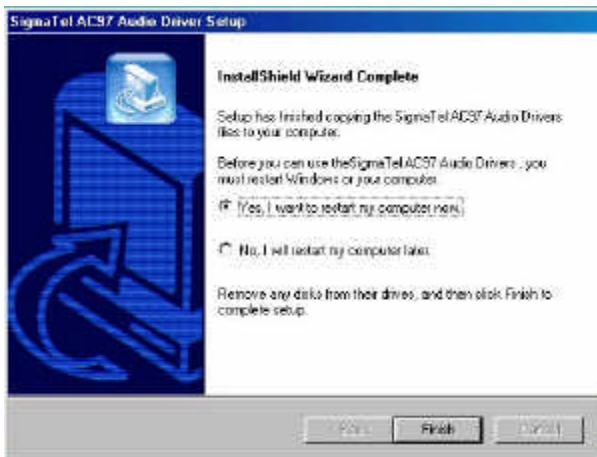 SigmaTel AC97 Audio Driver Setup
InstallShield Wizard Complete
Setup has finished copying the SigmaTel AC97 Audio Drivers
files to your computer.
Before you can use theSigmaTel AC97 Audio Drivers , you
must restart Windows or your computer.
Yes, I want to restart my computer now.
No, I will restart my computer later.
Remove any disks from their drives, and then click Finish to
complete setup.
< Back
Finish
Cancel